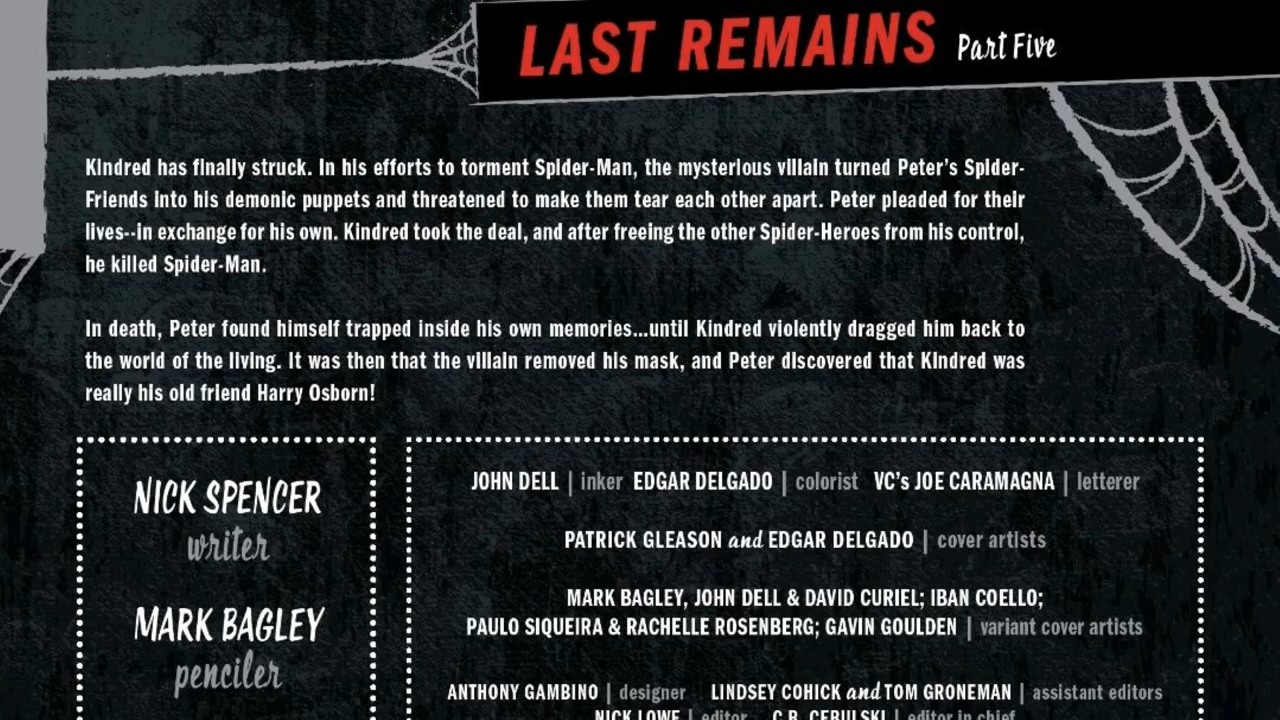 LAST REMAINS Part Five
Kindred has finally struck. In his efforts to torment Spider-Man, the mysterious villain turned Peter's Spider-
Friends into his demonic puppets and threatened to make them tear each other apart. Peter pleaded for their
lives--in exchange for his own. Kindred took the deal, and after freeing the other Spider-Heroes from his control,
he killed Spider-Man.
In death, Peter found himself trapped inside his own memories...until Kindred violently dragged him back to
the world of the living. It was then that the villain removed his mask, and Peter discovered that Kindred was
really his old friend Harry Osborn!
NICK SPENCER
writer
MARK BAGLEY
penciler
JOHN DELL | inker EDGAR DELGADO | colorist VC's JOE CARAMAGNA | letterer
PATRICK GLEASON and EDGAR DELGADO | cover artists
MARK BAGLEY, JOHN DELL & DAVID CURIEL; IBAN COELLO;
PAULO SIQUEIRA & RACHELLE ROSENBERG; GAVIN GOULDEN | variant cover artists
ANTHONY GAMBINO | designer LINDSEY COHICK and TOM GRONEMAN | assistant editors
NICK LOWE | editor C.B. CEBULSKI | editor in chief